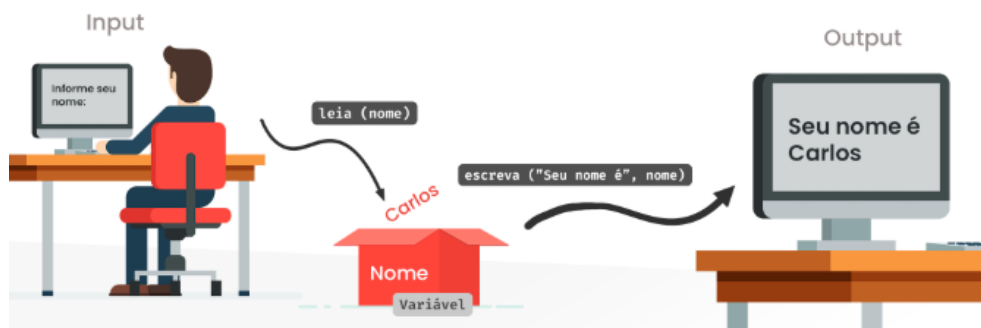 Input
Output
Informe seu
nome:
leia (nome)
Seu nome é
Carlos
escreva ("Seu nome é", nome)
Carlos
Nome
Variável